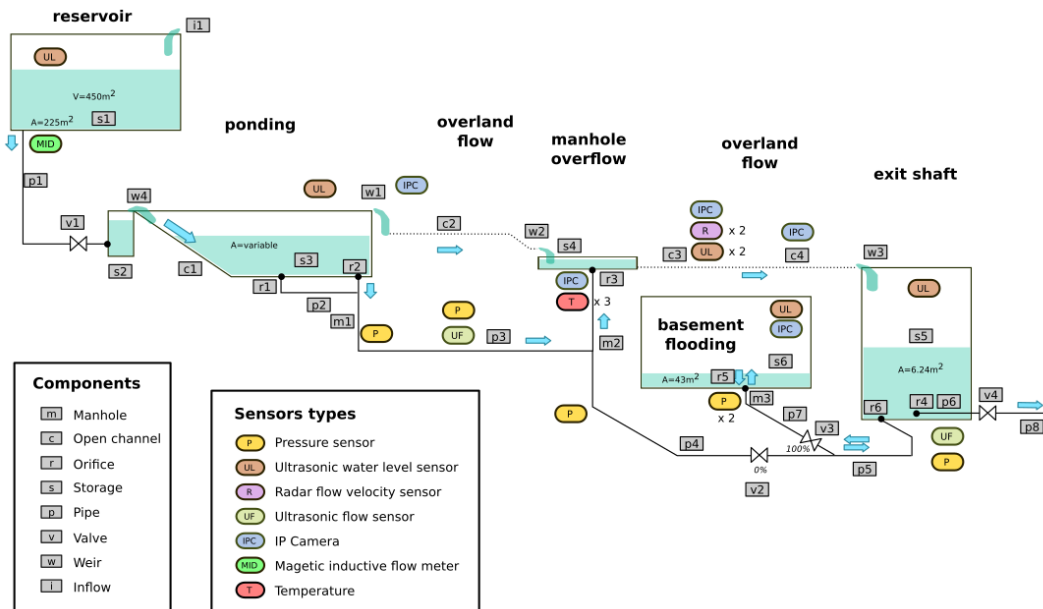 reservoir
i1
UL
V=450m²
A=225m²
s1
MID
p1
v1
s2
w4
c1
ponding
UL
A=variable
s3
r1
r2
p2
m1
P
w1
IPC
overland
flow
c2
P
UF
p3
manhole
overflow
w2
s4
IPC
T
x 3
r3
m2
P
p4
overland
flow
IPC
R
x 2
UL
x 2
c3
IPC
c4
basement
flooding
UL
IPC
s6
A=43m²
r5
P
x 2
m3
p7
v3
100%
0%
v2
p5
exit shaft
w3
UL
s5
A=6.24m²
r6
r4
p6
v4
p8
UF
P
Components
m Manhole
c Open channel
r Orifice
s Storage
p Pipe
v Valve
w Weir
i Inflow
Sensors types
P Pressure sensor
UL Ultrasonic water level sensor
R Radar flow velocity sensor
UF Ultrasonic flow sensor
IPC IP Camera
MID Magetic inductive flow meter
T Temperature